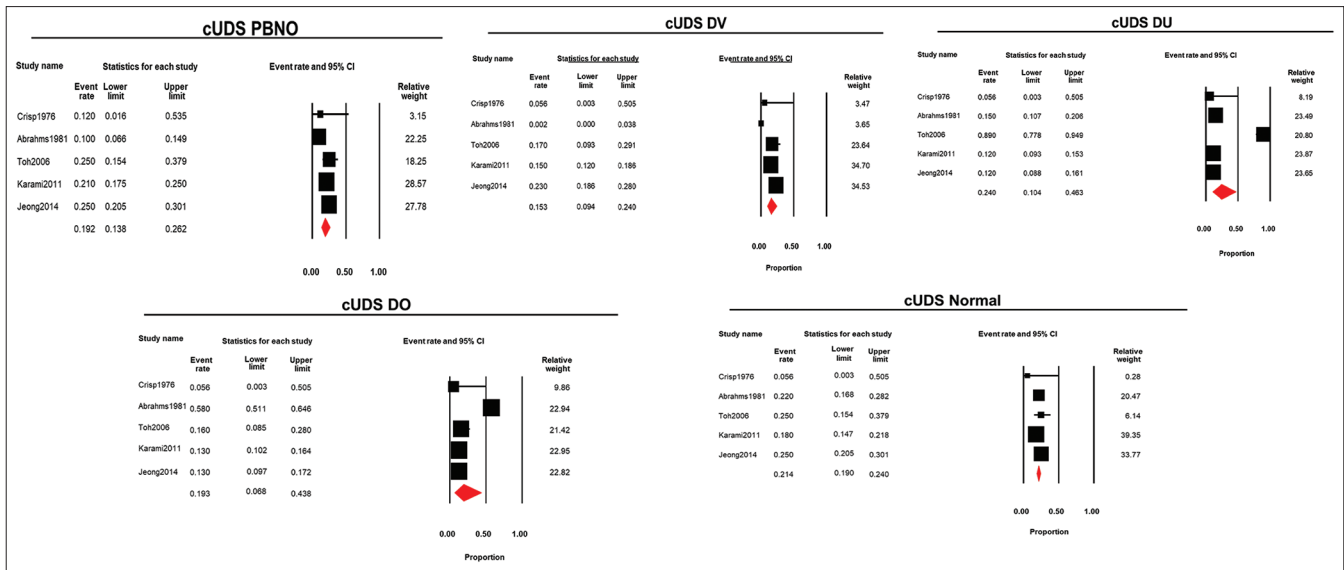 cUDS PBNO
Study name Statistics for each study Event rate and 95% CI
Event rate Lower limit Upper limit Relative weight
Crisp1976 0.120 0.016 0.535 3.15
Abrahms1981 0.100 0.066 0.149 22.25
Toh2006 0.250 0.154 0.379 18.25
Karami2011 0.210 0.175 0.250 28.57
Jeong2014 0.250 0.205 0.301 27.78
0.192 0.138 0.262
0.00 0.50 1.00
cUDS DV
Study name Statistics for each study Event rate and 95% CI
Event rate Lower limit Upper limit Relative weight
Crisp1976 0.056 0.003 0.505 3.47
Abrahms1981 0.002 0.000 0.038 3.65
Toh2006 0.170 0.093 0.291 23.64
Karami2011 0.150 0.120 0.186 34.70
Jeong2014 0.230 0.186 0.280 34.53
0.153 0.094 0.240
0.00 0.50 1.00
Proportion
cUDS DU
Study name Statistics for each study Event rate and 95% CI
Event rate Lower limit Upper limit Relative weight
Crisp1976 0.056 0.003 0.505 8.19
Abrahms1981 0.150 0.107 0.206 23.49
Toh2006 0.890 0.778 0.949 20.80
Karami2011 0.120 0.093 0.153 23.87
Jeong2014 0.120 0.088 0.161 23.65
0.240 0.104 0.463
0.00 0.50 1.00
Proportion
cUDS DO
Study name Statistics for each study Event rate and 95% CI
Event rate Lower limit Upper limit Relative weight
Crisp1976 0.056 0.003 0.505 9.86
Abrahms1981 0.580 0.511 0.646 22.94
Toh2006 0.160 0.085 0.280 21.42
Karami2011 0.130 0.102 0.164 22.95
Jeong2014 0.130 0.097 0.172 22.82
0.193 0.068 0.438
0.00 0.50 1.00
Proportion
cUDS Normal
Study name Statistics for each study Event rate and 95% CI
Event rate Lower limit Upper limit Relative weight
Crisp1976 0.056 0.003 0.505 0.28
Abrahms1981 0.220 0.168 0.282 20.47
Toh2006 0.250 0.154 0.379 6.14
Karami2011 0.180 0.147 0.218 39.35
Jeong2014 0.250 0.205 0.301 33.77
0.214 0.190 0.240
0.00 0.50 1.00
Proportion